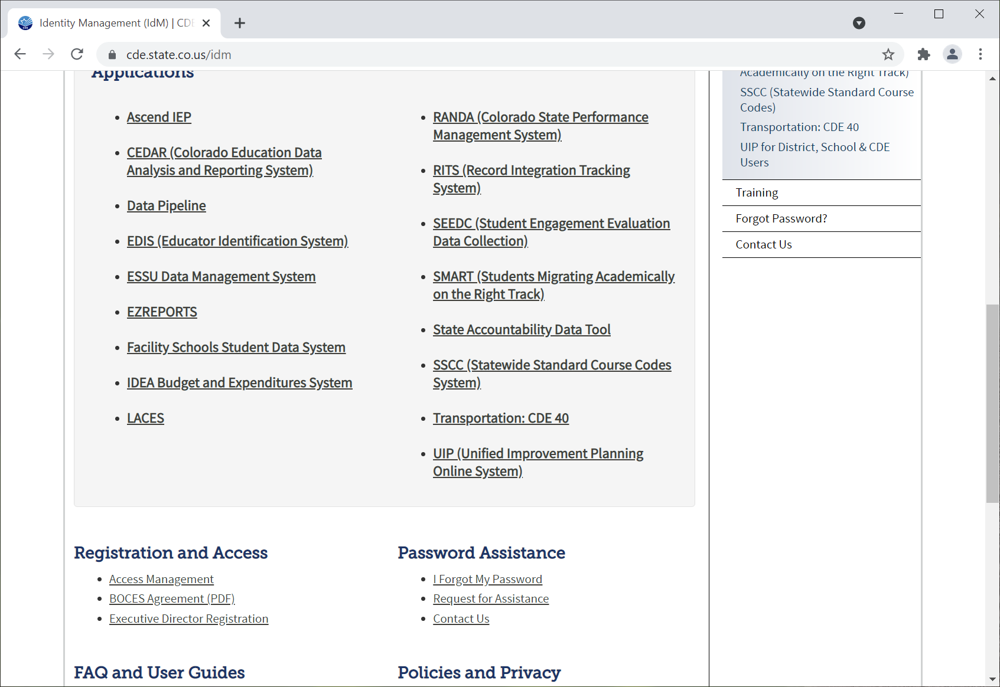 Identity Management (IdM) | CDE
cde.state.co.us/idm
Applications
Ascend IEP
CEDAR (Colorado Education Data
Analysis and Reporting System)
Data Pipeline
EDIS (Educator Identification System)
ESSU Data Management System
EZREPORTS
Facility Schools Student Data System
IDEA Budget and Expenditures System
LACES
RANDA (Colorado State Performance
Management System)
RITS (Record Integration Tracking
System)
SEEDC (Student Engagement Evaluation
Data Collection)
SMART (Students Migrating Academically
on the Right Track)
State Accountability Data Tool
SSCC (Statewide Standard Course Codes
System)
Transportation: CDE 40
UIP (Unified Improvement Planning
Online System)
Academically on the Right Track)
SSCC (Statewide Standard Course
Codes)
Transportation: CDE 40
UIP for District, School & CDE
Users
Training
Forgot Password?
Contact Us
Registration and Access
Access Management
BOCES Agreement (PDF)
Executive Director Registration
Password Assistance
I Forgot My Password
Request for Assistance
Contact Us
FAQ and User Guides
Policies and Privacy